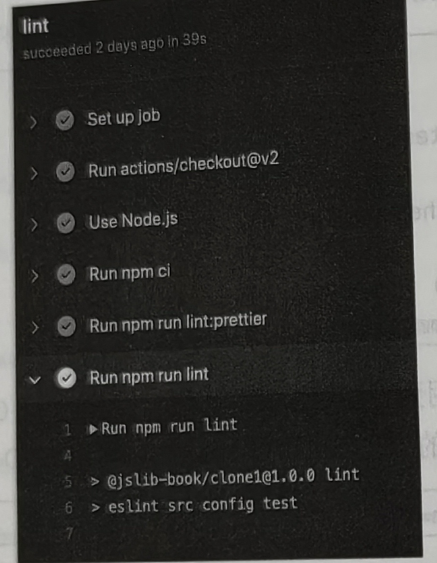 lint
succeeded 2 days ago in 39s
Set up job
Run actions/checkout@v2
Use Node.js
Run npm ci
Run npm run lint:prettier
Run npm run lint
1 ▶Run npm run lint
4
5 > @jslib-book/clone1@1.0.0 lint
6 > eslint src config test
7